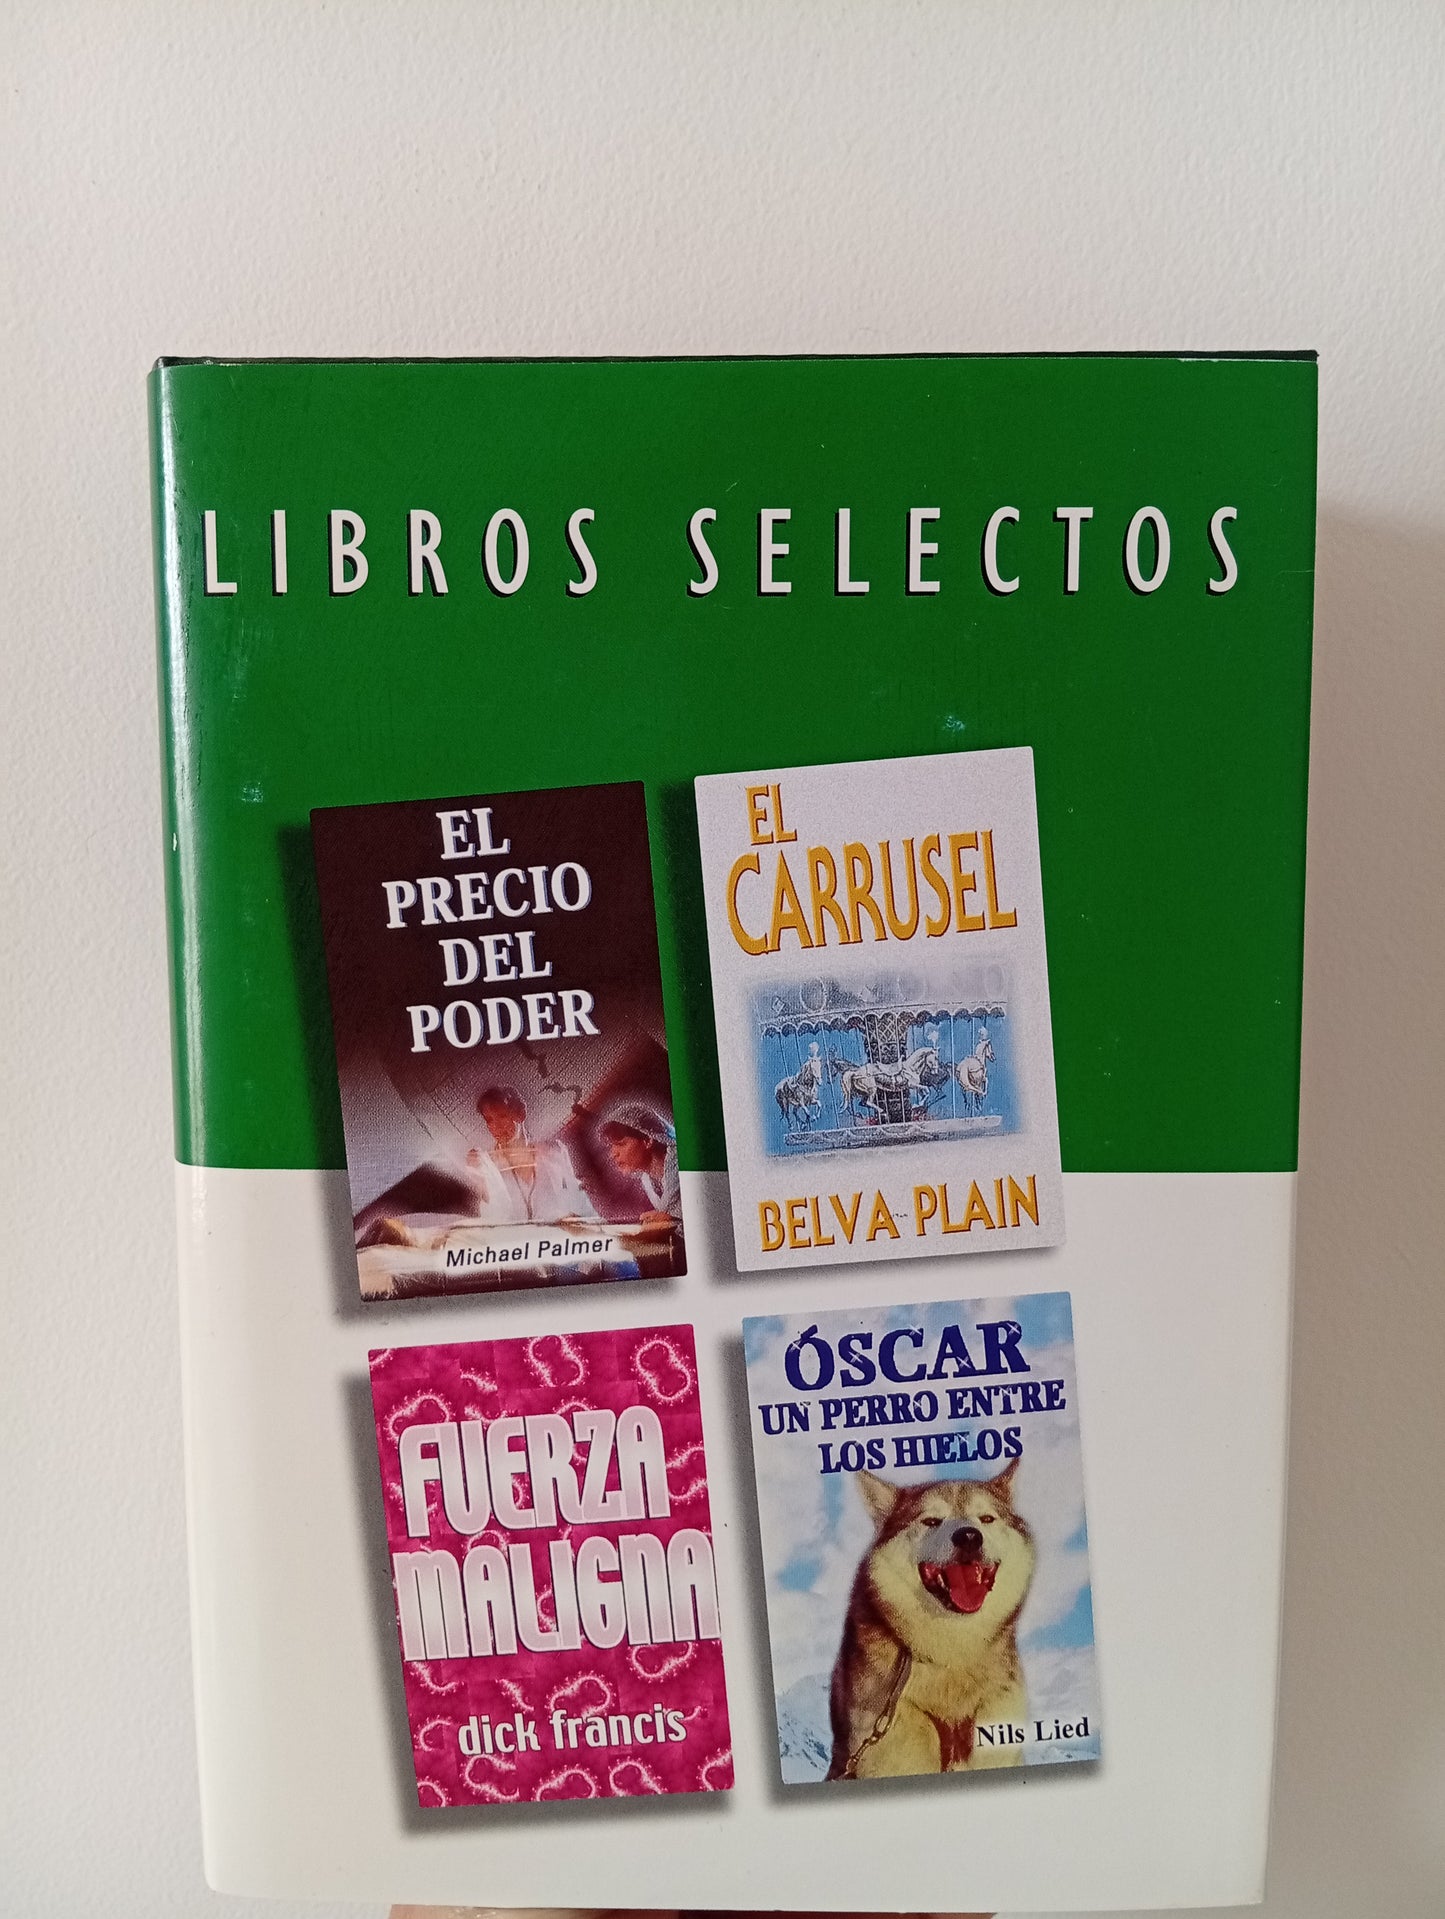 LIBROS SELECTOS
EL
PRECIO
DEL
PODER
Michael Palmer
EL
CARRUSEL
BELVA PLAIN
FUERZA
MALIGNA
dick francis
ÓSCAR
UN PERRO ENTRE
LOS HIELOS
Nils Lied